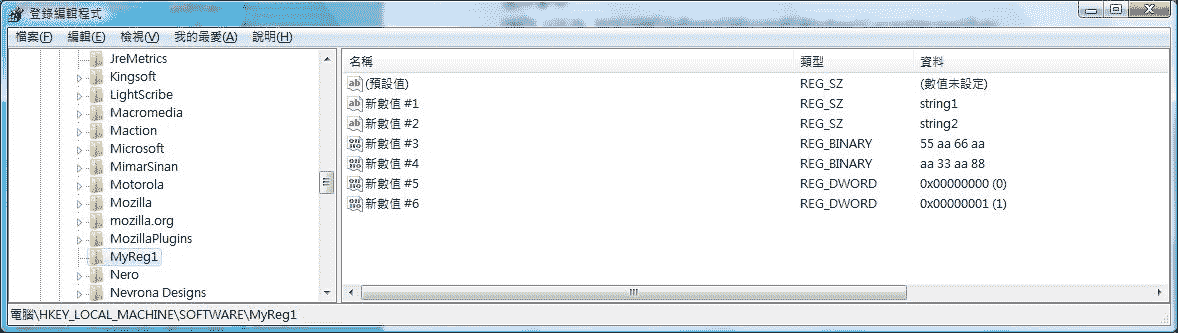 登錄編輯程式
檔案(F) 編輯(E) 檢視(V) 我的最愛(A) 說明(H)
JreMetrics
Kingsoft
LightScribe
Macromedia
Maction
Microsoft
MimarSinan
Motorola
Mozilla
mozilla.org
MozillaPlugins
MyReg1
Nero
Nevrona Designs
名稱 類型 資料
(預設值) REG_SZ (數值未設定)
新數值 #1 REG_SZ string1
新數值 #2 REG_SZ string2
新數值 #3 REG_BINARY 55 aa 66 aa
新數值 #4 REG_BINARY aa 33 aa 88
新數值 #5 REG_DWORD 0x00000000 (0)
新數值 #6 REG_DWORD 0x00000001 (1)
電腦\HKEY_LOCAL_MACHINE\SOFTWARE\MyReg1